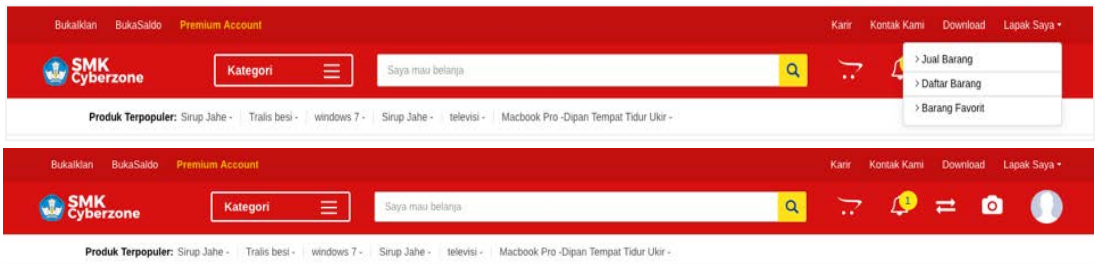 BukaIklan BukaSaldo Premium Account Karir Kontak Kami Download Lapak Saya
SMK Cyberzone
Kategori
Saya mau belanja
> Jual Barang
> Daftar Barang
> Barang Favorit
Produk Terpopuler: Sirup Jahe - Tralis besi - windows 7 - Sirup Jahe - televisi - Macbook Pro -Dipan Tempat Tidur Ukir -
BukaIklan BukaSaldo Premium Account Karir Kontak Kami Download Lapak Saya
SMK Cyberzone
Kategori
Saya mau belanja
1
Produk Terpopuler: Sirup Jahe - Tralis besi - windows 7 - Sirup Jahe - televisi - Macbook Pro -Dipan Tempat Tidur Ukir -